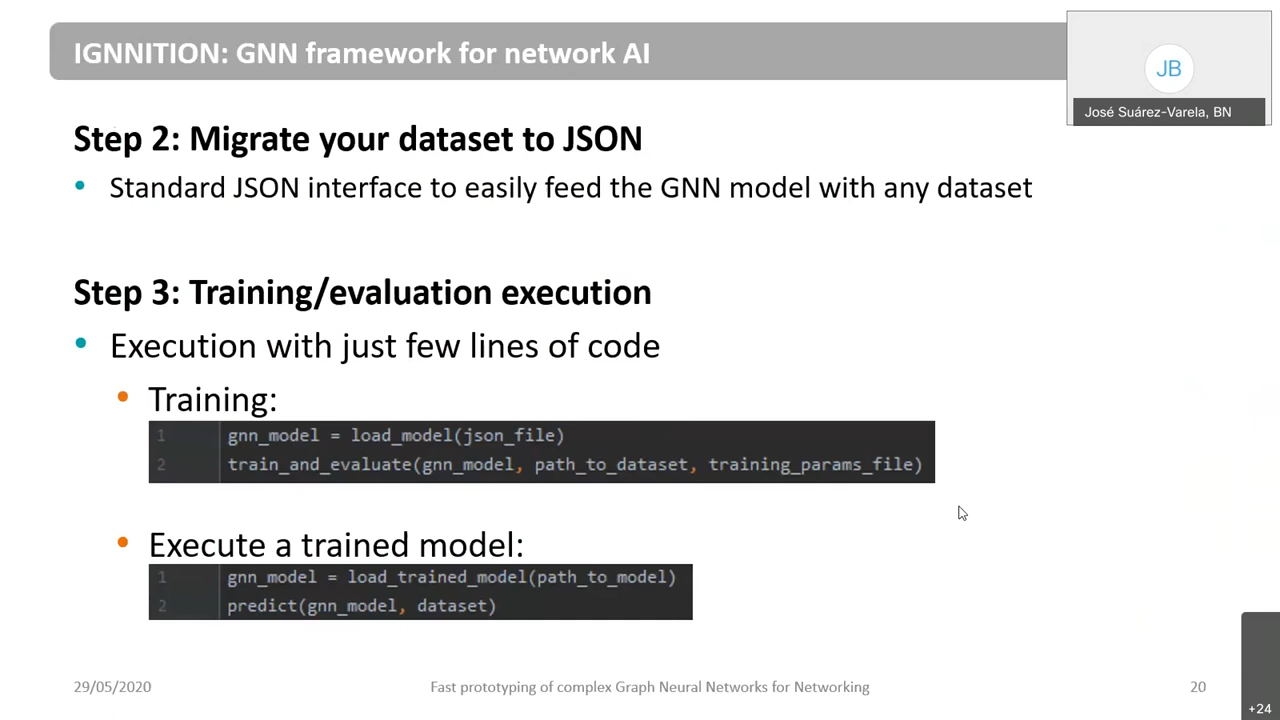 IGNNITION: GNN framework for network AI
JB
José Suárez-Varela, BN
Step 2: Migrate your dataset to JSON
• Standard JSON interface to easily feed the GNN model with any dataset
Step 3: Training/evaluation execution
• Execution with just few lines of code
• Training:
1 gnn_model = load_model(json_file)
2 train_and_evaluate(gnn_model, path_to_dataset, training_params_file)
• Execute a trained model:
1 gnn_model = load_trained_model(path_to_model)
2 predict(gnn_model, dataset)
29/05/2020
Fast prototyping of complex Graph Neural Networks for Networking
20
+24